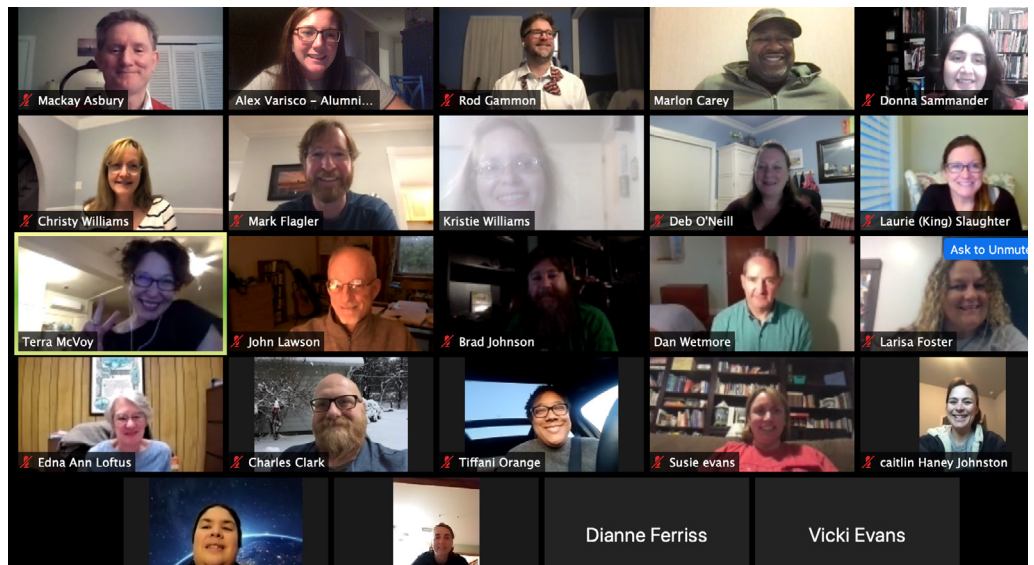 Mackay Asbury
Alex Varisco – Alumni...
Rod Gammon
Marlon Carey
Donna Sammander
Christy Williams
Mark Flagler
Kristie Williams
Deb O'Neill
Laurie (King) Slaughter
Ask to Unmute
Terra McVoy
John Lawson
Brad Johnson
Dan Wetmore
Larisa Foster
Edna Ann Loftus
Charles Clark
Tiffani Orange
Susie evans
caitlin Haney Johnston
Dianne Ferriss
Vicki Evans